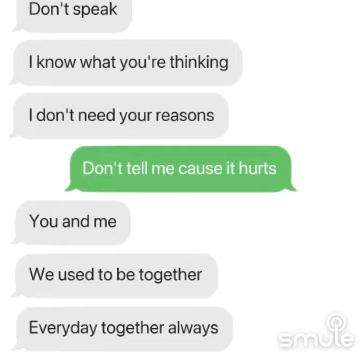 Don't speak
I know what you're thinking
I don't need your reasons
Don't tell me cause it hurts
You and me
We used to be together
Everyday together always
smule